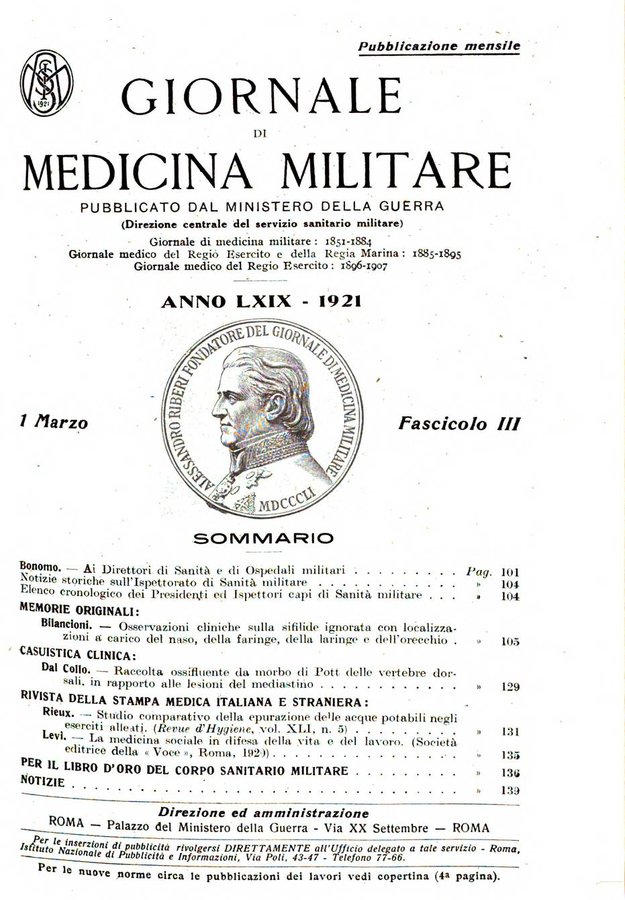 Pubblicazione mensile
1921
GIORNALE
DI
MEDICINA MILITARE
PUBBLICATO DAL MINISTERO DELLA GUERRA
(Direzione centrale del servizio sanitario militare)
Giornale di medicina militare: 1851-1884
Giornale medico del Regio Esercito e della Regia Marina: 1885-1895
Giornale medico del Regio Esercito: 1896-1907
ANNO LXIX - 1921
ALESSANDRO RIBERI FONDATORE DEL GIORNALE DI MEDICINA MILITARE
MDCCCLI
1 Marzo
Fascicolo III
SOMMARIO
Bonomo. — Ai Direttori di Sanità e di Ospedali militari . . . . . . . . . Pag. 101
Notizie storiche sull'Ispettorato di Sanità militare . . . . . . . . . . . . » 104
Elenco cronologico dei Presidenti ed Ispettori capi di Sanità militare . . . » 104
MEMORIE ORIGINALI:
Bilancioni. — Osservazioni cliniche sulla sifilide ignorata con localizza-
zioni a carico del naso, della faringe, della laringe e dell'orecchio . » 105
CASUISTICA CLINICA:
Dal Collo. — Raccolta ossifluente da morbo di Pott delle vertebre dor-
sali, in rapporto alle lesioni del mediastino . . . . . . . . . . . . » 129
RIVISTA DELLA STAMPA MEDICA ITALIANA E STRANIERA:
Rieux. — Studio comparativo della epurazione delle acque potabili negli
eserciti alleati. (Revue d'Hygiene, vol. XLI, n. 5) . . . . . . . . » 131
Levi. — La medicina sociale in difesa della vita e del lavoro. (Società
editrice della « Voce », Roma, 1920) . . . . . . . . . . . . . . . . » 135
PER IL LIBRO D'ORO DEL CORPO SANITARIO MILITARE . . . . . . . . . » 136
NOTIZIE . . . . . . . . . . . . . . . . . . . . . . . . . . . . . . . » 139
Direzione ed amministrazione
ROMA — Palazzo del Ministero della Guerra - Via XX Settembre — ROMA
Per le inserzioni di pubblicità rivolgersi DIRETTAMENTE all'Ufficio delegato a tale servizio - Roma,
Istituto Nazionale di Pubblicità e Informazioni, Via Poli, 43-47 - Telefono 77-66.
Per le nuove norme circa le pubblicazioni dei lavori vedi copertina (4ª pagina).